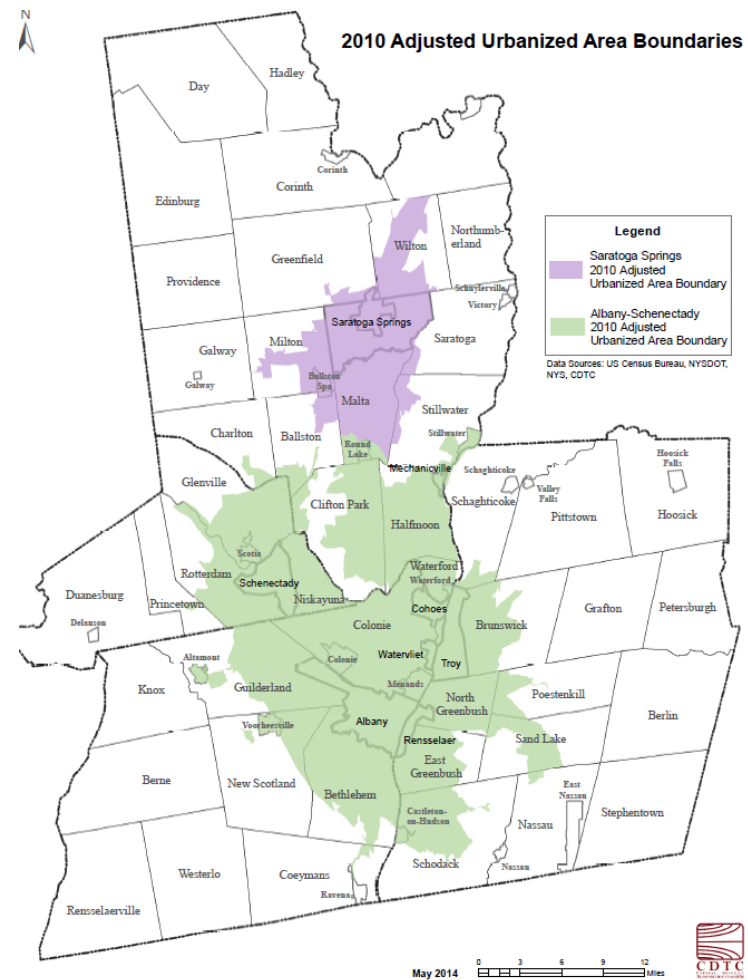 N
2010 Adjusted Urbanized Area Boundaries
Day
Hadley
Corinth
Corinth
Edinburg
Northumb-
erland
Wilton
Greenfield
Providence
Legend
Saratoga Springs
2010 Adjusted
Urbanized Area Boundary
Albany-Schenectady
2010 Adjusted
Urbanized Area Boundary
Data Sources: US Census Bureau, NYSDOT,
NYS, CDTC
Schuylerville
Victory
Saratoga Springs
Saratoga
Milton
Galway
Galway
Ballston
Spa
Malta
Stillwater
Stillwater
Charlton
Ballston
Round
Lake
Mechanicville
Schaghticoke
Schaghticoke
Valley
Falls
Hoosick
Falls
Hoosick
Pittstown
Glenville
Clifton Park
Halfmoon
Scotia
Rotterdam
Schenectady
Niskayuna
Waterford
Waterford
Duanesburg
Princetown
Delanson
Cohoes
Colonie
Brunswick
Grafton
Petersburgh
Altamont
Colonie
Watervliet
Troy
Knox
Guilderland
Menands
North
Greenbush
Poestenkill
Berlin
Voorheesville
Albany
Rensselaer
Sand Lake
East
Greenbush
Berne
New Scotland
Bethlehem
East
Nassau
Stephentown
Castleton-
on-Hudson
Nassau
Nassau
Schodack
Westerlo
Coeymans
Ravena
Rensselaerville
May 2014
0 3 6 9 12
Miles
CDTC